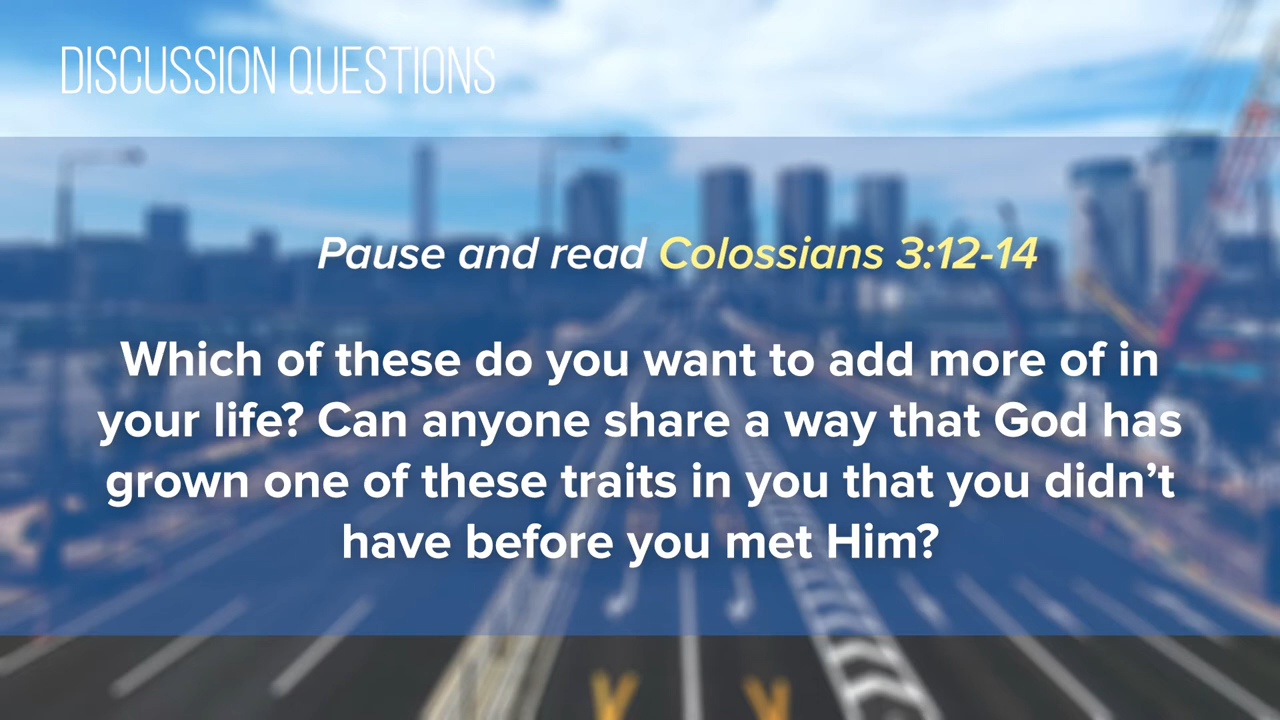 DISCUSSION QUESTIONS
Pause and read Colossians 3:12-14
Which of these do you want to add more of in
your life? Can anyone share a way that God has
grown one of these traits in you that you didn’t
have before you met Him?